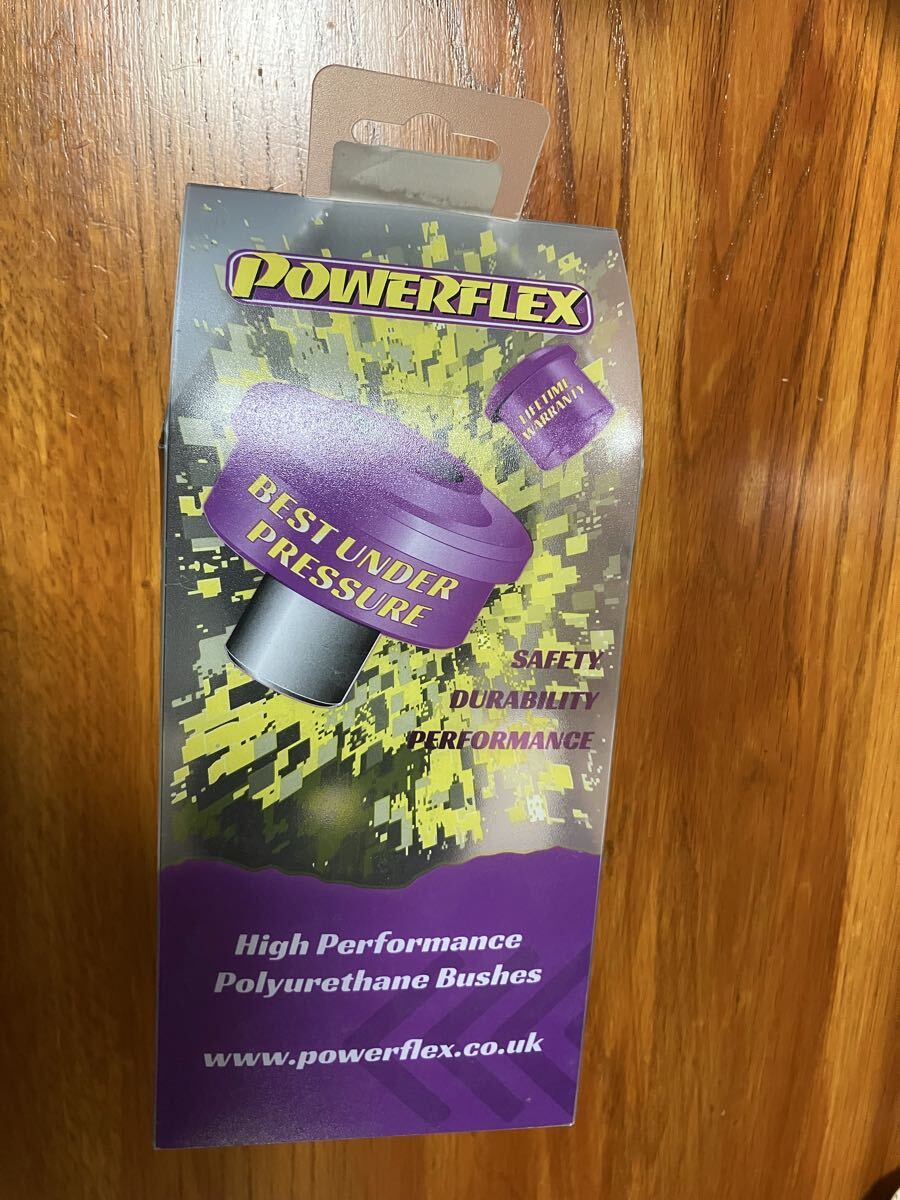 POWERFLEX
LIFETIME
WARRANTY
BEST UNDER
PRESSURE
SAFETY
DURABILITY
PERFORMANCE
High Performance
Polyurethane Bushes
www.powerflex.co.uk